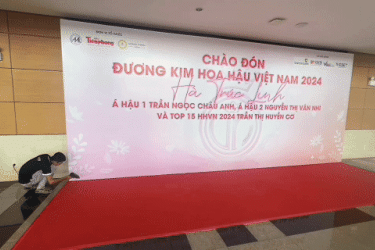 CHÀO ĐÓN
ĐƯƠNG KIM HOA HẬU VIỆT NAM 2024
Hà Trúc Linh
Á HẬU 1 TRẦN NGỌC CHÂU ANH, Á HẬU 2 NGUYỄN THỊ VÂN NHI
VÀ TOP 15 HHVN 2024 TRẦN THỊ HUYỀN CƠ